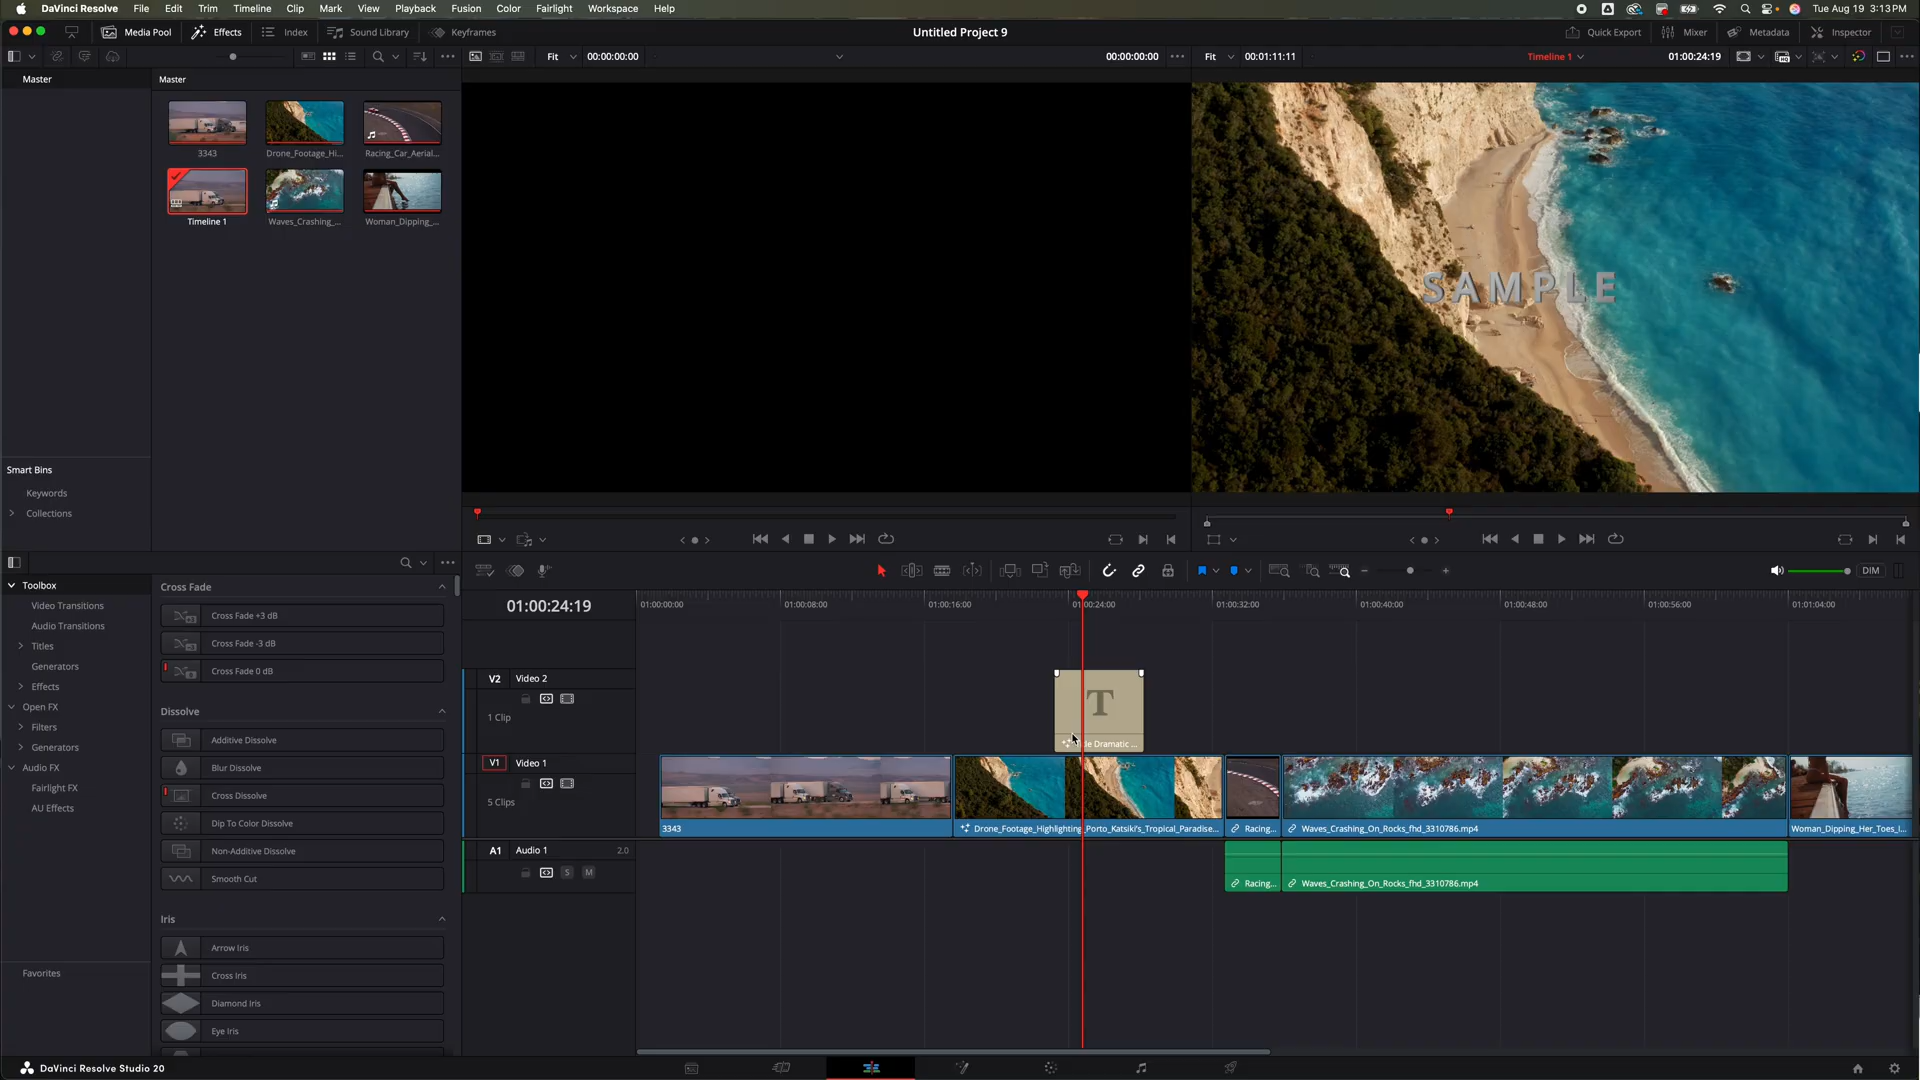 DaVinci Resolve File Edit Trim Timeline Clip Mark View Playback Fusion Color Fairlight Workspace Help Tue Aug 19 3:13 PM
Media Pool Effects Index Sound Library Keyframes Untitled Project 9 Quick Export Mixer Metadata Inspector
Fit 00:00:00:00 00:00:00:00 Fit 00:01:11:11 Timeline 1 01:00:24:19
Master Master
3343 Drone_Footage_Hi... Racing_Car_Aerial...
Timeline 1 Waves_Crashing_... Woman_Dipping_...
SAMPLE
Smart Bins
Keywords
Collections
Toolbox
Video Transitions
Audio Transitions
Titles
Generators
Effects
Open FX
Filters
Generators
Audio FX
Fairlight FX
AU Effects
Favorites
Cross Fade
Cross Fade +3 dB
Cross Fade -3 dB
Cross Fade 0 dB
Dissolve
Additive Dissolve
Blur Dissolve
Cross Dissolve
Dip To Color Dissolve
Non-Additive Dissolve
Smooth Cut
Iris
Arrow Iris
Cross Iris
Diamond Iris
Eye Iris
DIM
01:00:24:19 01:00:00:00 01:00:08:00 01:00:16:00 01:00:24:00 01:00:32:00 01:00:40:00 01:00:48:00 01:00:56:00 01:01:04:00
V2 Video 2
1 Clip
T
Dramatic ...
V1 Video 1
5 Clips
3343 Drone_Footage_Highlighting_Porto_Katsiki's_Tropical_Paradise... Racing... Waves_Crashing_On_Rocks_fhd_3310786.mp4 Woman_Dipping_Her_Toes_I...
A1 Audio 1 2.0
S M
Racing... Waves_Crashing_On_Rocks_fhd_3310786.mp4
DaVinci Resolve Studio 20